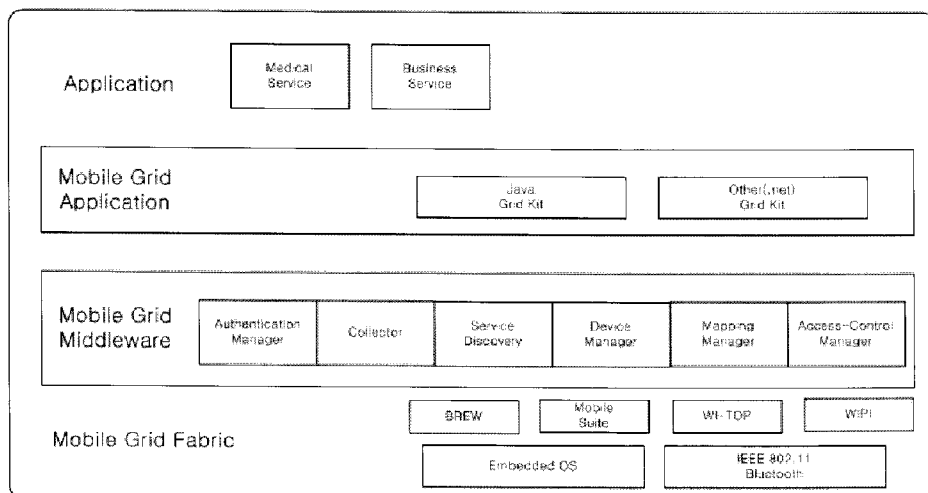 Application
Medical
Service
Business
Service
Mobile Grid
Application
Java
Grid Kit
Other(.net)
Grid Kit
Mobile Grid
Middleware
Authentication
Manager
Collector
Service
Discovery
Device
Manager
Mapping
Manager
Access-Control
Manager
Mobile Grid Fabric
BREW
Mobile
Suite
WI-TOP
WIPI
Embedded OS
IEEE 802.11
Bluetooth